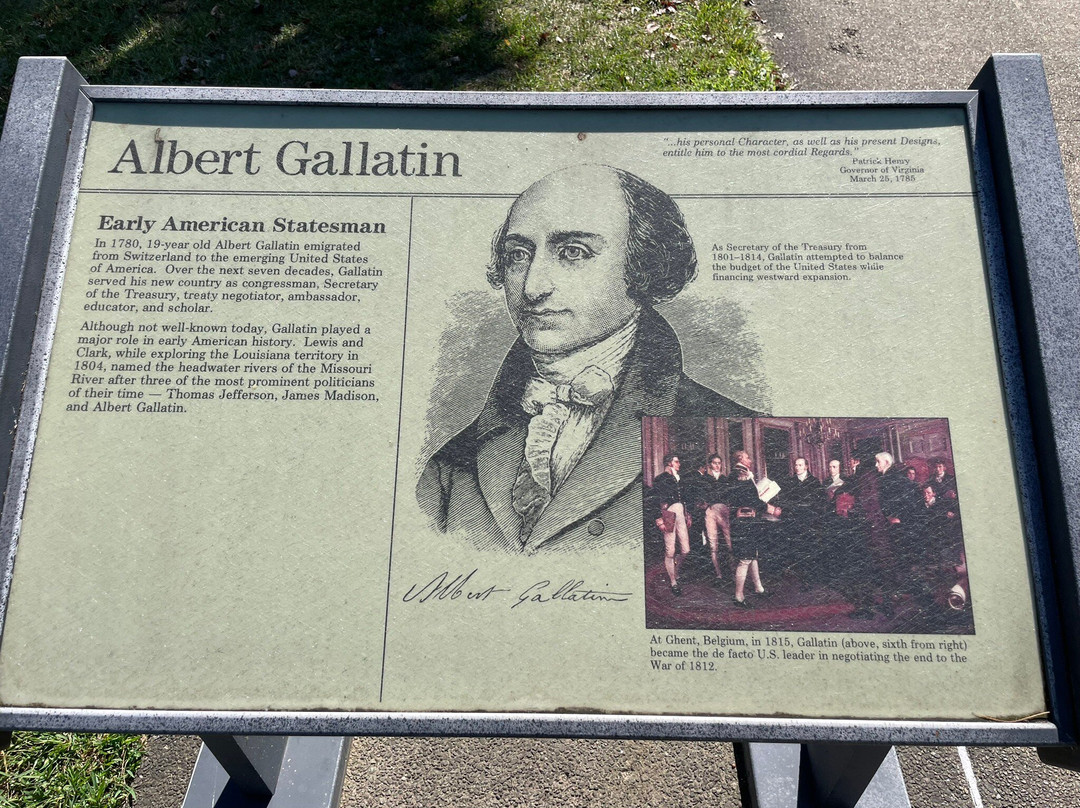 Albert Gallatin
"...his personal Character, as well as his present Designs,
entitle him to the most cordial Regards."
Patrick Henry
Governor of Virginia
March 25, 1785
Early American Statesman
In 1780, 19-year old Albert Gallatin emigrated
from Switzerland to the emerging United States
of America. Over the next seven decades, Gallatin
served his new country as congressman, Secretary
of the Treasury, treaty negotiator, ambassador,
educator, and scholar.
Although not well-known today, Gallatin played a
major role in early American history. Lewis and
Clark, while exploring the Louisiana territory in
1804, named the headwater rivers of the Missouri
River after three of the most prominent politicians
of their time — Thomas Jefferson, James Madison,
and Albert Gallatin.
As Secretary of the Treasury from
1801–1814, Gallatin attempted to balance
the budget of the United States while
financing westward expansion.
Albert Gallatin
At Ghent, Belgium, in 1815, Gallatin (above, sixth from right)
became the de facto U.S. leader in negotiating the end to the
War of 1812.